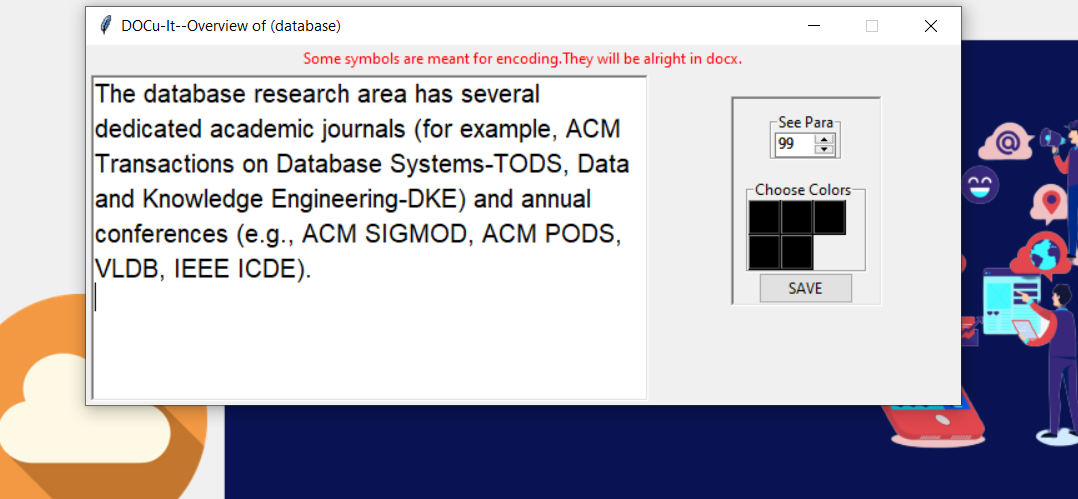 DOCu-It--Overview of (database)
Some symbols are meant for encoding.They will be alright in docx.
The database research area has several
dedicated academic journals (for example, ACM
Transactions on Database Systems-TODS, Data
and Knowledge Engineering-DKE) and annual
conferences (e.g., ACM SIGMOD, ACM PODS,
VLDB, IEEE ICDE).
See Para
99
Choose Colors
SAVE